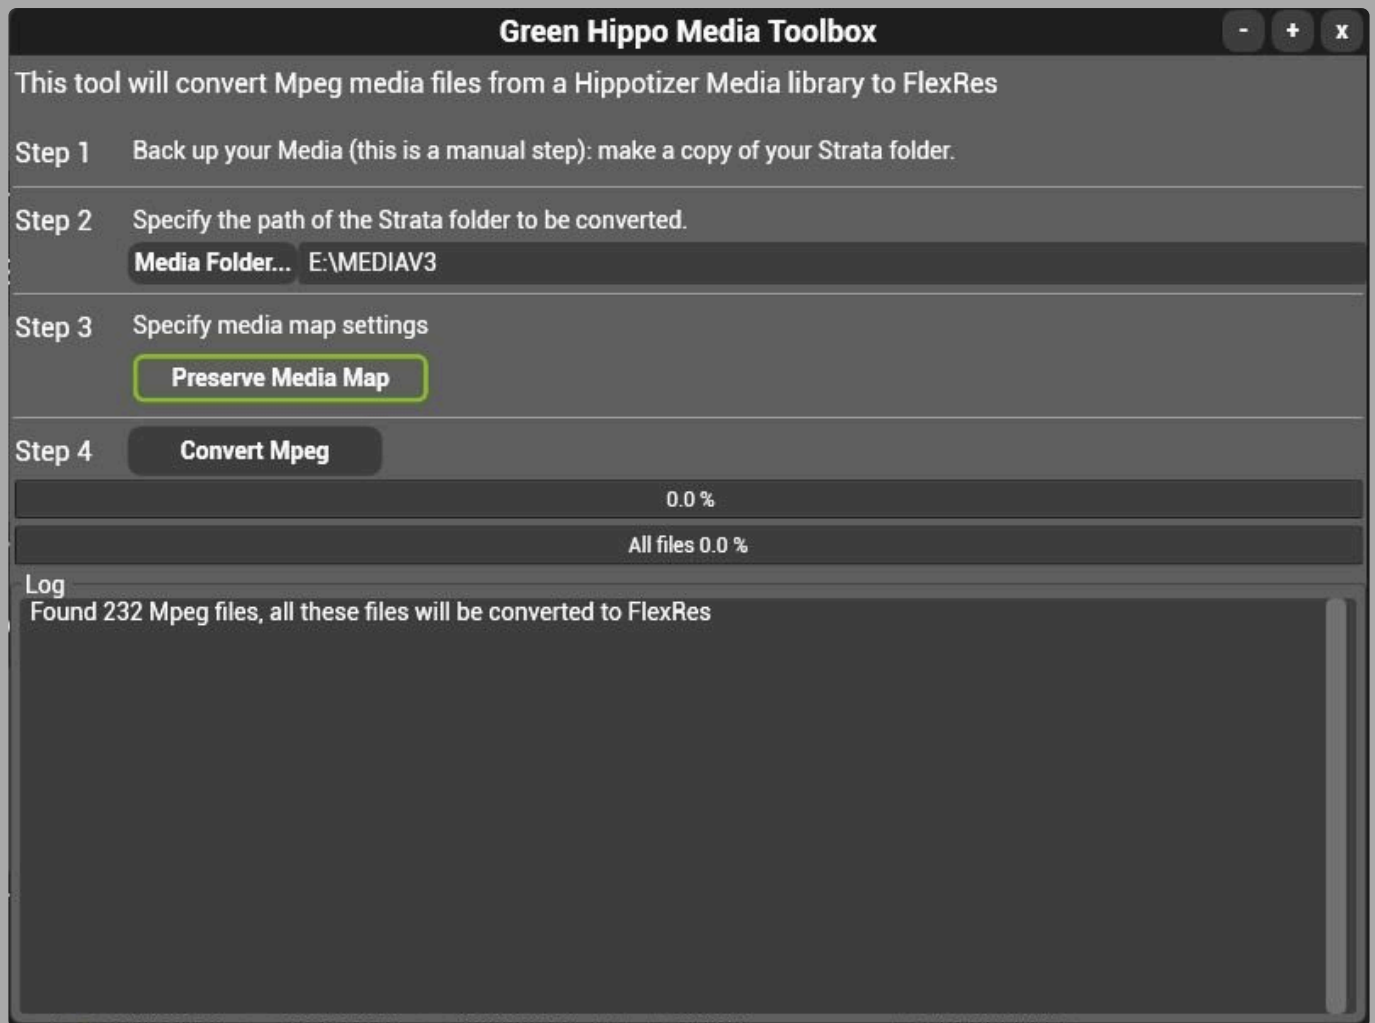 Green Hippo Media Toolbox
- + x
This tool will convert Mpeg media files from a Hippotizer Media library to FlexRes
Step 1 Back up your Media (this is a manual step): make a copy of your Strata folder.
Step 2 Specify the path of the Strata folder to be converted.
Media Folder... E:\MEDIAV3
Step 3 Specify media map settings
Preserve Media Map
Step 4 Convert Mpeg
0.0 %
All files 0.0 %
Log
Found 232 Mpeg files, all these files will be converted to FlexRes